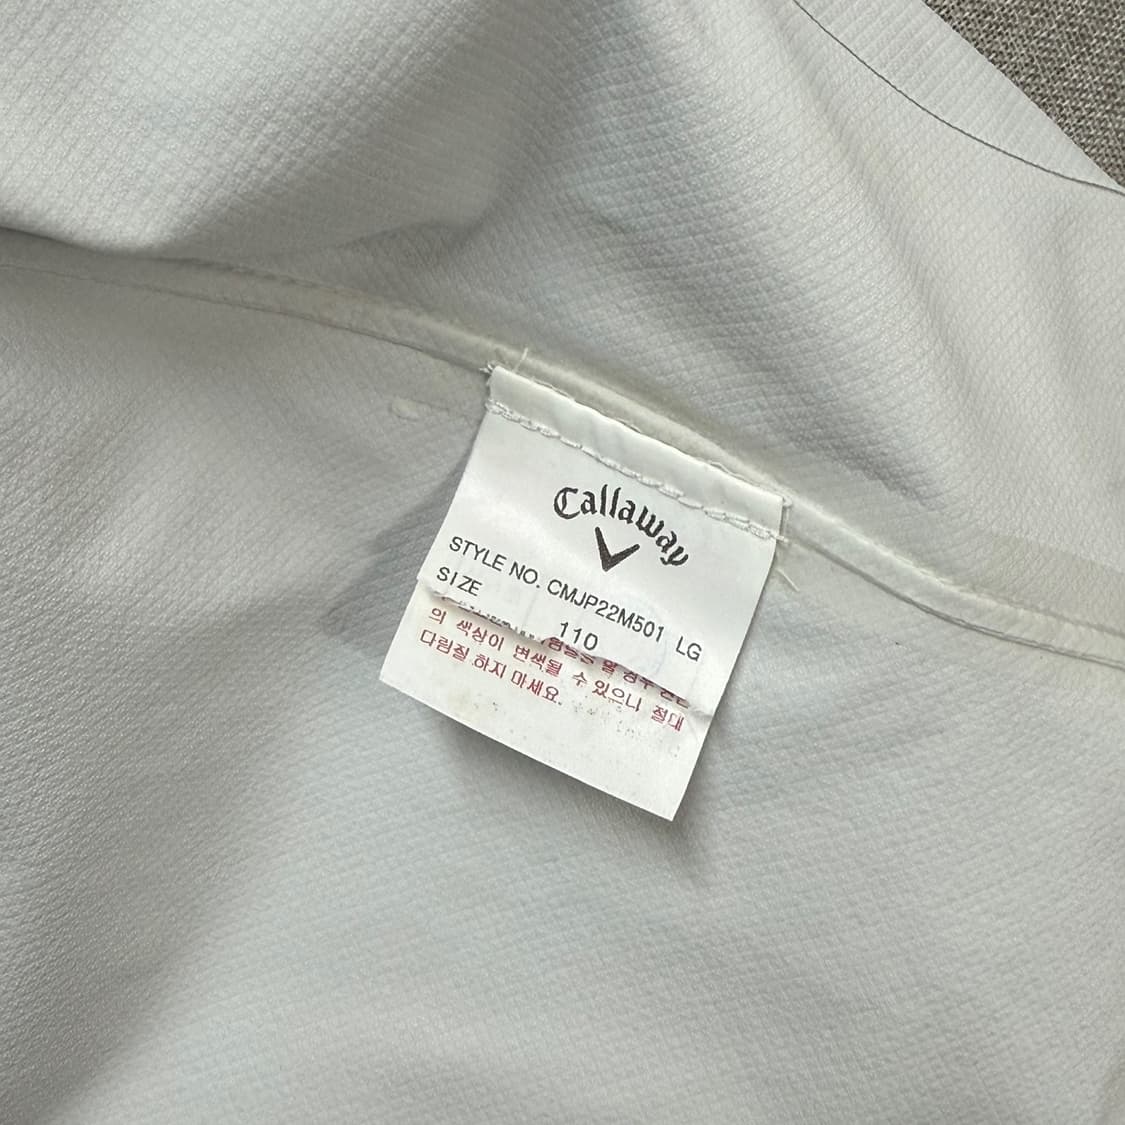 Callaway
STYLE NO. CMJP22M501 LG
SIZE
110
의 색상이 변색될 수 있으니 절대
다림질 하지 마세요.